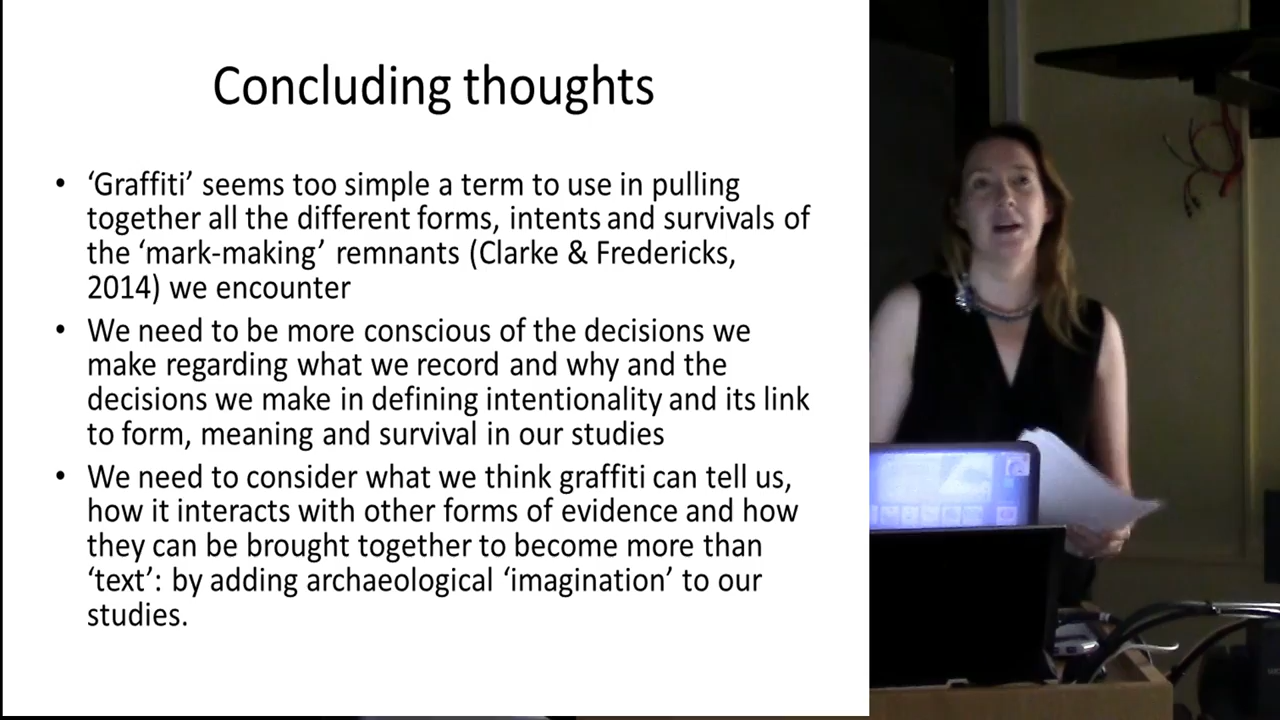 Concluding thoughts
• ‘Graffiti’ seems too simple a term to use in pulling
together all the different forms, intents and survivals of
the ‘mark-making’ remnants (Clarke & Fredericks,
2014) we encounter
• We need to be more conscious of the decisions we
make regarding what we record and why and the
decisions we make in defining intentionality and its link
to form, meaning and survival in our studies
• We need to consider what we think graffiti can tell us,
how it interacts with other forms of evidence and how
they can be brought together to become more than
‘text’: by adding archaeological ‘imagination’ to our
studies.